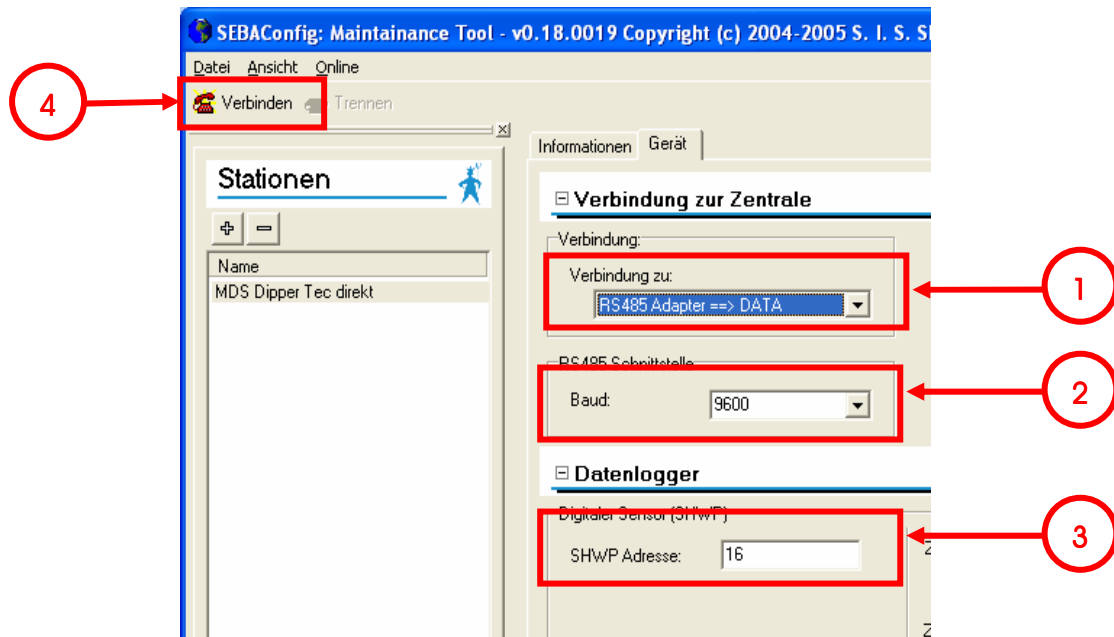 SEBAConfig: Maintainance Tool - v0.18.0019 Copyright (c) 2004-2005 S. I. S.
Datei Ansicht Online
4
Verbinden Trennen
Informationen Gerät
Stationen
Verbindung zur Zentrale
Verbindung:
Name
Verbindung zu:
1
MDS Dipper Tec direkt
RS485 Adapter ==> DATA
RS485 Schnittstelle
2
Baud: 9600
Datenlogger
Digitaler Sensor (SHWP)
3
SHWP Adresse: 16